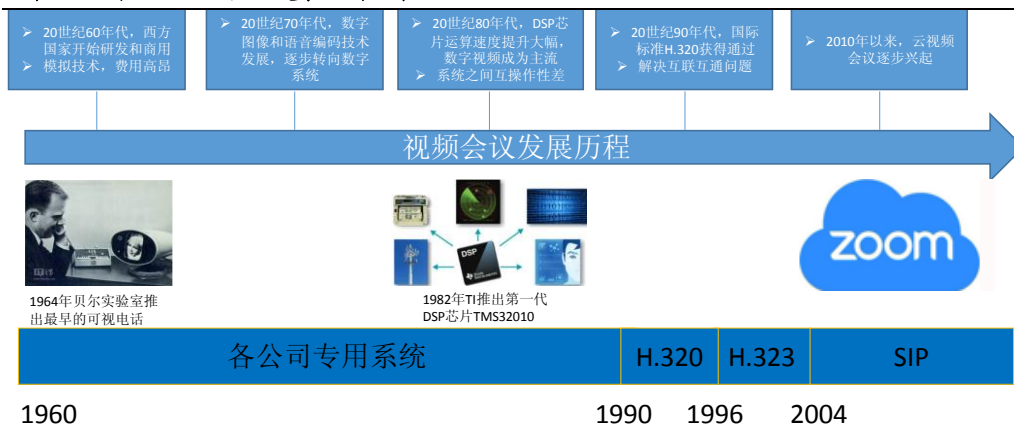 ➢ 20世纪60年代，西方
国家开始研发和商用
➢ 模拟技术，费用高昂
➢ 20世纪70年代，数字
图像和语音编码技术
发展，逐步转向数字
系统
➢ 20世纪80年代，DSP芯
片运算速度提升大幅，
数字视频成为主流
➢ 系统之间互操作性差
➢ 20世纪90年代，国际
标准H.320获得通过
➢ 解决互联互通问题
➢ 2010年以来，云视频
会议逐步兴起
视频会议发展历程
DSP
zoom
1964年贝尔实验室推
出最早的可视电话
1982年TI推出第一代
DSP芯片TMS32010
各公司专用系统
H.320
H.323
SIP
1960
1990
1996
2004